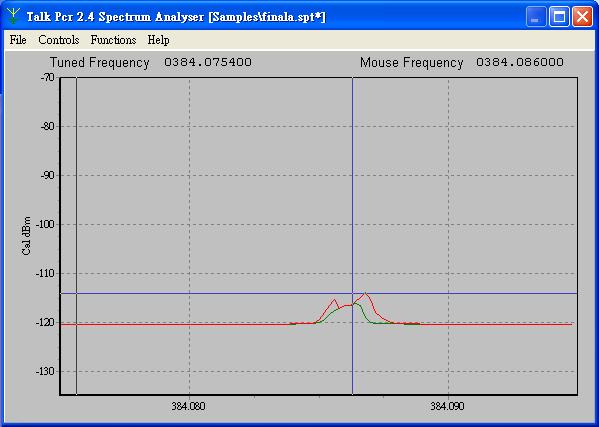 Talk Pcr 2.4 Spectrum Analyser [Samples\finala.spt*]
File Controls Functions Help
Tuned Frequency 0384.075400 Mouse Frequency 0384.086000
-70
-80
-90
-100
-110
-120
-130
Cal dBm
384.080 384.090